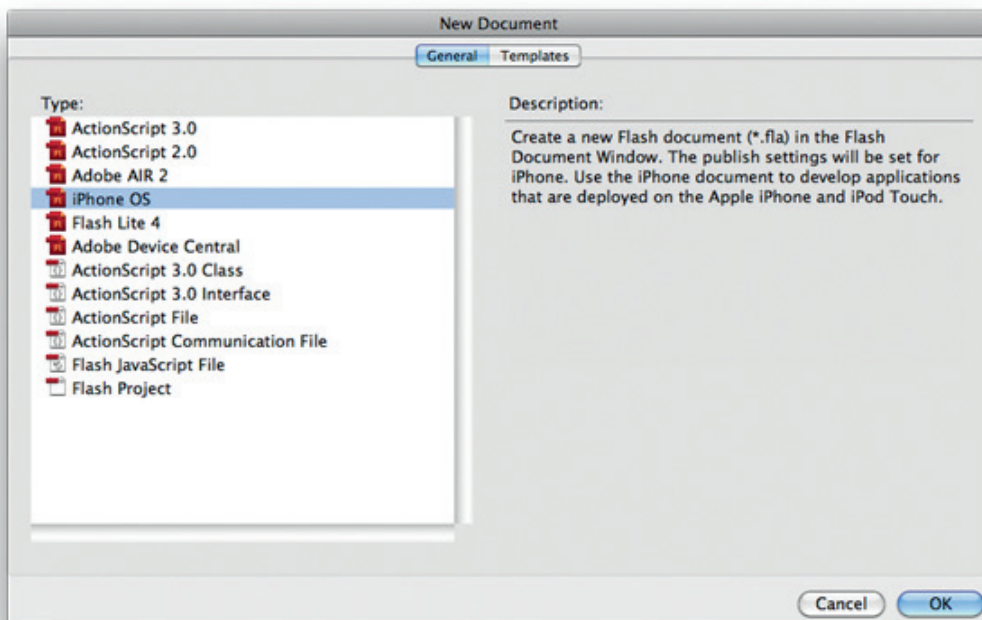 New Document
General Templates
Type:
ActionScript 3.0
ActionScript 2.0
Adobe AIR 2
iPhone OS
Flash Lite 4
Adobe Device Central
ActionScript 3.0 Class
ActionScript 3.0 Interface
ActionScript File
ActionScript Communication File
Flash JavaScript File
Flash Project
Description:
Create a new Flash document (*.fla) in the Flash
Document Window. The publish settings will be set for
iPhone. Use the iPhone document to develop applications
that are deployed on the Apple iPhone and iPod Touch.
Cancel OK